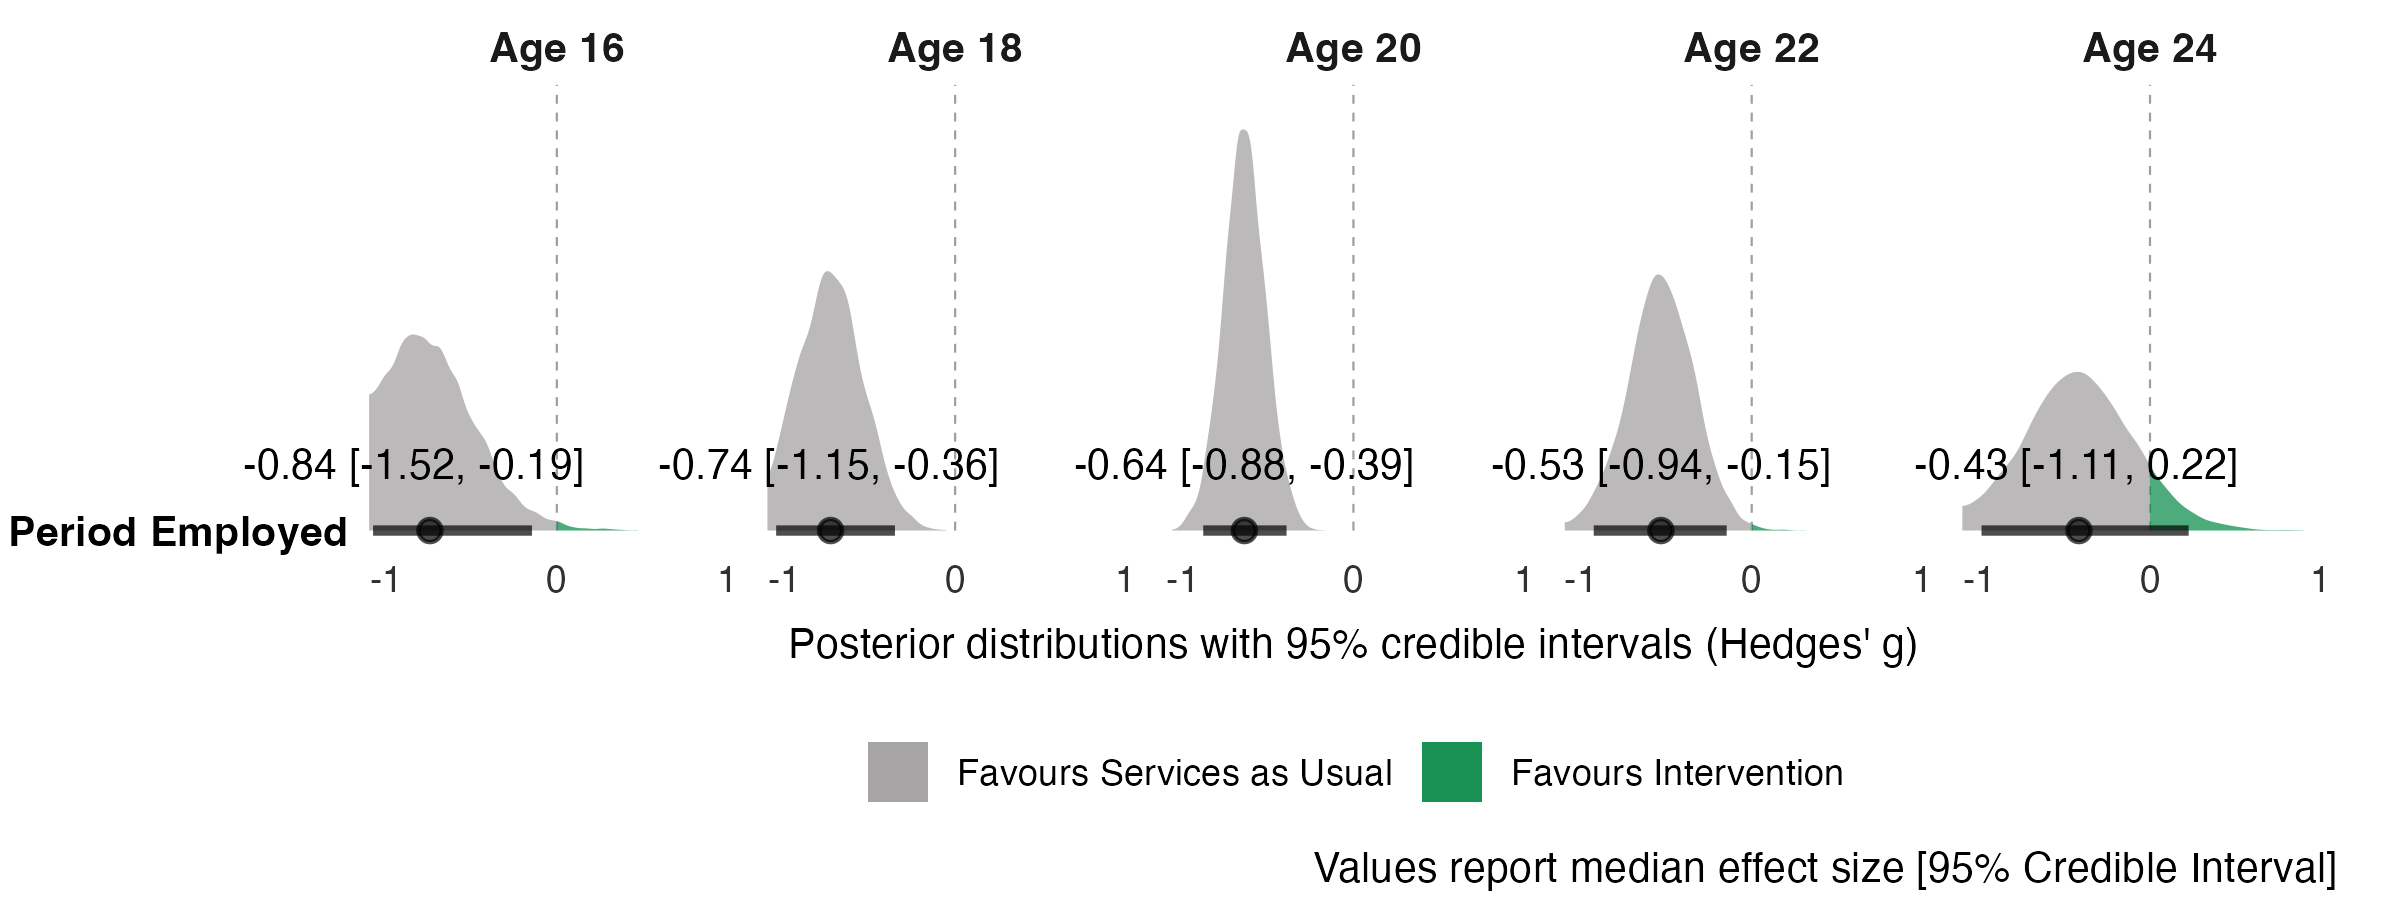 Age 16 Age 18 Age 20 Age 22 Age 24
-0.84 [-1.52, -0.19] -0.74 [-1.15, -0.36] -0.64 [-0.88, -0.39] -0.53 [-0.94, -0.15] -0.43 [-1.11, 0.22]
Period Employed
-1 0 1 -1 0 1 -1 0 1 -1 0 1 -1 0 1
Posterior distributions with 95% credible intervals (Hedges' g)
Favours Services as Usual Favours Intervention
Values report median effect size [95% Credible Interval]